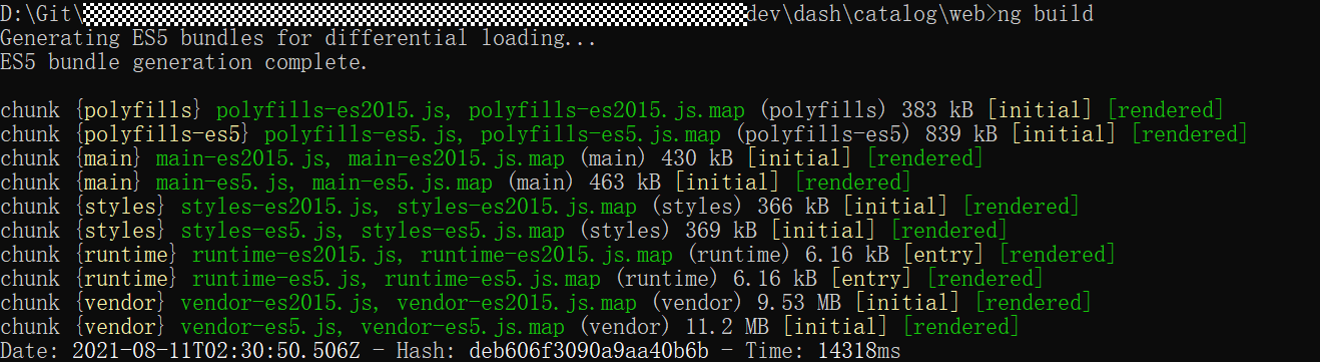 D:\Git\dev\dash\catalog\web>ng build
Generating ES5 bundles for differential loading...
ES5 bundle generation complete.
chunk {polyfills} polyfills-es2015.js, polyfills-es2015.js.map (polyfills) 383 kB [initial] [rendered]
chunk {polyfills-es5} polyfills-es5.js, polyfills-es5.js.map (polyfills-es5) 839 kB [initial] [rendered]
chunk {main} main-es2015.js, main-es2015.js.map (main) 430 kB [initial] [rendered]
chunk {main} main-es5.js, main-es5.js.map (main) 463 kB [initial] [rendered]
chunk {styles} styles-es2015.js, styles-es2015.js.map (styles) 366 kB [initial] [rendered]
chunk {styles} styles-es5.js, styles-es5.js.map (styles) 369 kB [initial] [rendered]
chunk {runtime} runtime-es2015.js, runtime-es2015.js.map (runtime) 6.16 kB [entry] [rendered]
chunk {runtime} runtime-es5.js, runtime-es5.js.map (runtime) 6.16 kB [entry] [rendered]
chunk {vendor} vendor-es2015.js, vendor-es2015.js.map (vendor) 9.53 MB [initial] [rendered]
chunk {vendor} vendor-es5.js, vendor-es5.js.map (vendor) 11.2 MB [initial] [rendered]
Date: 2021-08-11T02:30:50.506Z - Hash: deb606f3090a9aa40b6b - Time: 14318ms